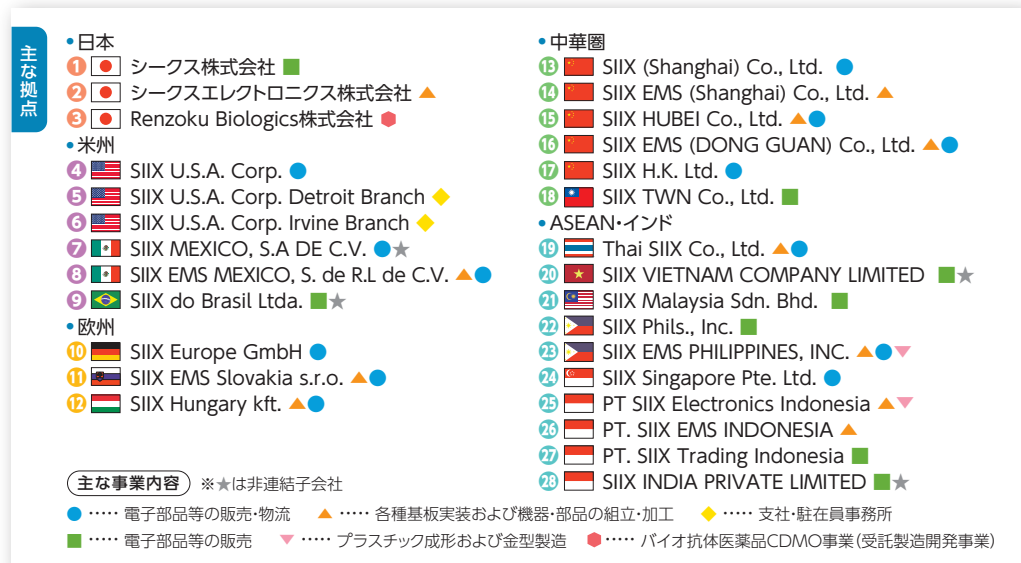 主な拠点
•日本
1 シークス株式会社 ■
2 シークスエレクトロニクス株式会社 ▲
3 Renzoku Biologics株式会社 ⬢
•米州
4 SIIX U.S.A. Corp. ●
5 SIIX U.S.A. Corp. Detroit Branch ◆
6 SIIX U.S.A. Corp. Irvine Branch ◆
7 SIIX MEXICO, S.A DE C.V. ●★
8 SIIX EMS MEXICO, S. de R.L de C.V. ▲●
9 SIIX do Brasil Ltda. ■★
•欧州
10 SIIX Europe GmbH ●
11 SIIX EMS Slovakia s.r.o. ▲●
12 SIIX Hungary kft. ▲●
•中華圏
13 SIIX (Shanghai) Co., Ltd. ●
14 SIIX EMS (Shanghai) Co., Ltd. ▲
15 SIIX HUBEI Co., Ltd. ▲●
16 SIIX EMS (DONG GUAN) Co., Ltd. ▲●
17 SIIX H.K. Ltd. ●
18 SIIX TWN Co., Ltd. ■
•ASEAN・インド
19 Thai SIIX Co., Ltd. ▲●
20 SIIX VIETNAM COMPANY LIMITED ■★
21 SIIX Malaysia Sdn. Bhd. ■
22 SIIX Phils., Inc. ■
23 SIIX EMS PHILIPPINES, INC. ▲●▼
24 SIIX Singapore Pte. Ltd. ●
25 PT SIIX Electronics Indonesia ▲▼
26 PT. SIIX EMS INDONESIA ▲
27 PT. SIIX Trading Indonesia ■
28 SIIX INDIA PRIVATE LIMITED ■★
主な事業内容 ※★は非連結子会社
● ····· 電子部品等の販売・物流 ▲ ····· 各種基板実装および機器・部品の組立・加工 ◆ ····· 支社・駐在員事務所
■ ····· 電子部品等の販売 ▼ ····· プラスチック成形および金型製造 ⬢ ····· バイオ抗体医薬品CDMO事業(受託製造開発事業)